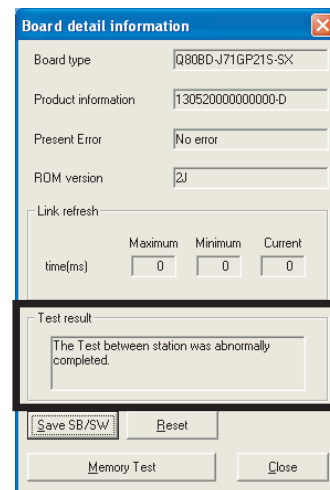 Board detail information
Board type Q80BD-J71GP21S-SX
Product information 130520000000000-D
Present Error No error
ROM version 2J
Link refresh
Maximum Minimum Current
time(ms) 0 0 0
Test result
The Test between station was abnormally
completed.
Save SB/SW Reset
Memory Test Close